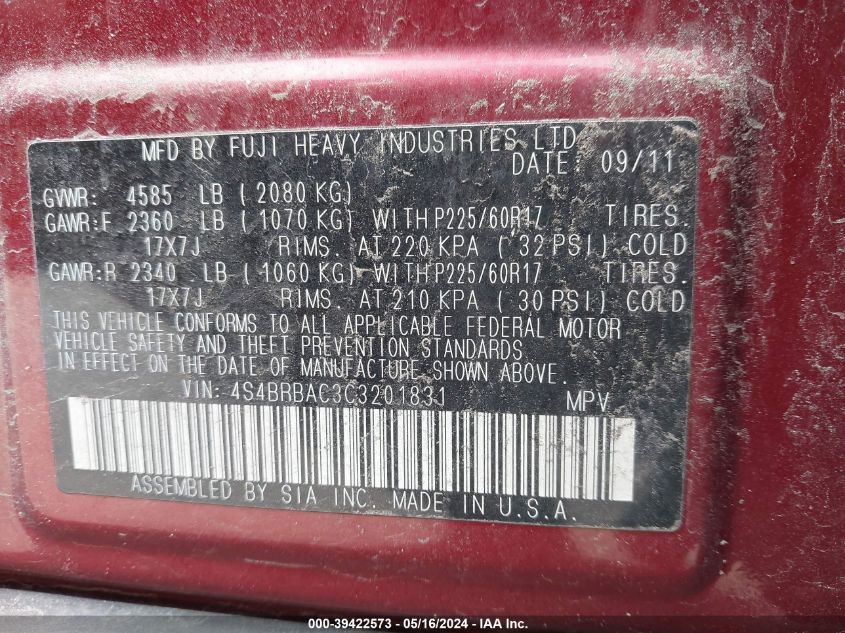 MFD BY FUJI HEAVY INDUSTRIES LTD
DATE: 09/11
GVWR: 4585 LB ( 2080 KG)
GAWR:F 2360 LB ( 1070 KG) WITH P225/60R17 TIRES.
17X7J RIMS. AT 220 KPA ( 32 PSI) COLD
GAWR:R 2340 LB ( 1060 KG) WITH P225/60R17 TIRES.
17X7J RIMS. AT 210 KPA ( 30 PSI) COLD
THIS VEHICLE CONFORMS TO ALL APPLICABLE FEDERAL MOTOR
VEHICLE SAFETY AND THEFT PREVENTION STANDARDS
IN EFFECT ON THE DATE OF MANUFACTURE SHOWN ABOVE.
VIN: 4S4BRBAC3C3201831 MPV
ASSEMBLED BY SIA INC. MADE IN U.S.A.
000-39422573 - 05/16/2024 - IAA Inc.